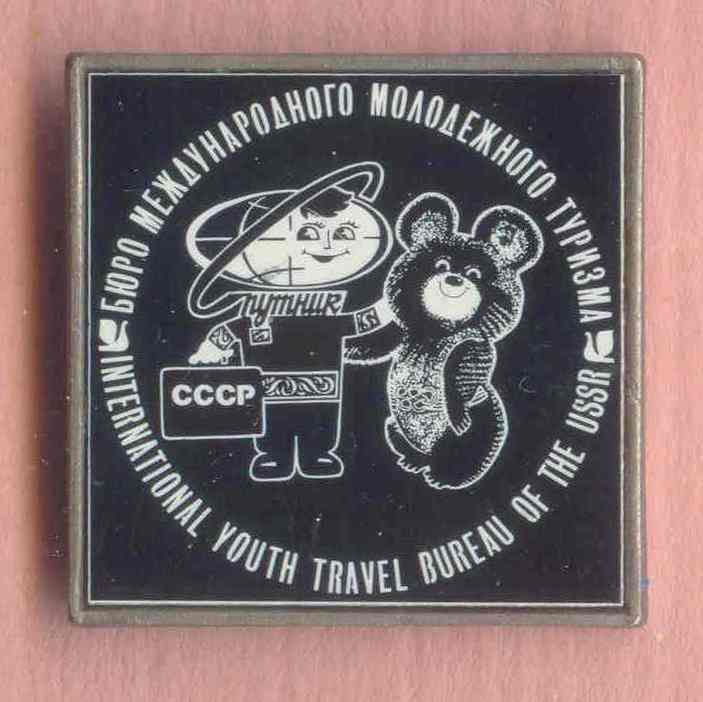 БЮРО МЕЖДУНАРОДНОГО МОЛОДЕЖНОГО ТУРИЗМА
Спутник
СССР
INTERNATIONAL YOUTH TRAVEL BUREAU OF THE USSR